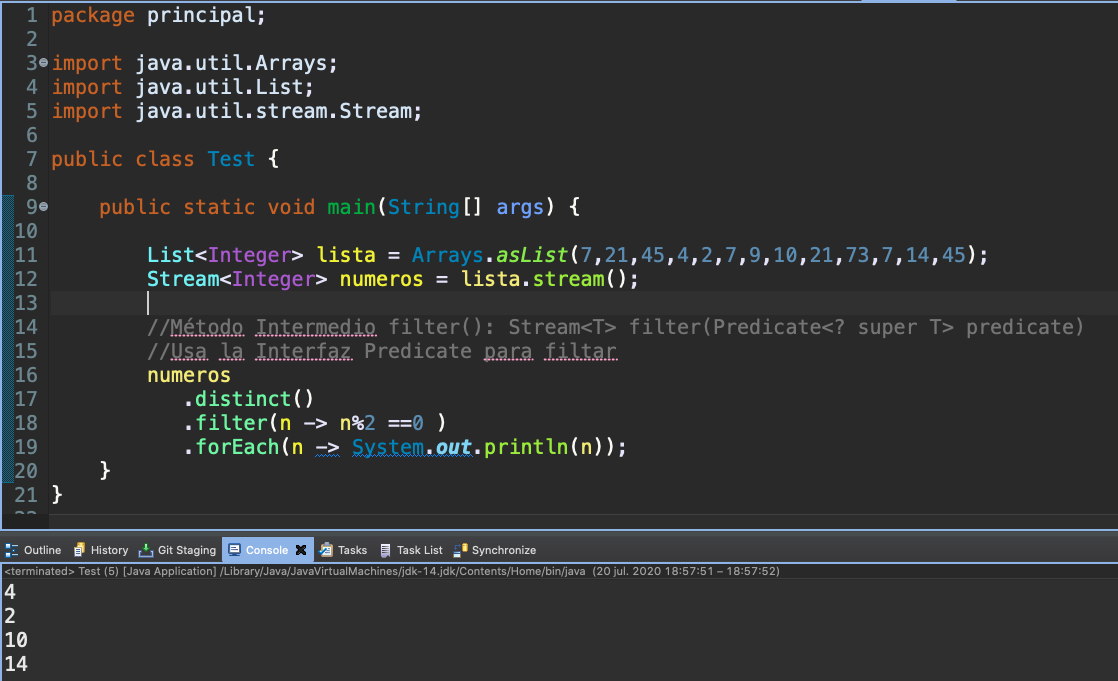 1 package principal;
2
3 import java.util.Arrays;
4 import java.util.List;
5 import java.util.stream.Stream;
6
7 public class Test {
8
9     public static void main(String[] args) {
10
11         List<Integer> lista = Arrays.asList(7,21,45,4,2,7,9,10,21,73,7,14,45);
12         Stream<Integer> numeros = lista.stream();
13
14         //Método Intermedio filter(): Stream<T> filter(Predicate<? super T> predicate)
15         //Usa la Interfaz Predicate para filtar
16         numeros
17            .distinct()
18            .filter(n -> n%2 ==0 )
19            .forEach(n -> System.out.println(n));
20     }
21 }
22
Outline History Git Staging Console Tasks Task List Synchronize
<terminated> Test (5) [Java Application] /Library/Java/JavaVirtualMachines/jdk-14.jdk/Contents/Home/bin/java (20 jul. 2020 18:57:51 – 18:57:52)
4
2
10
14